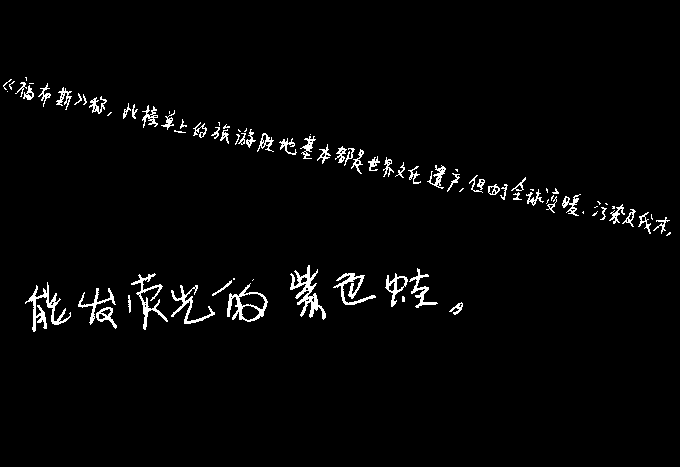 《福布斯》称,此榜单上的旅游胜地基本都是世界文化遗产,但由于全球变暖、污染及伐木,
能发荧光的紫色蛙。